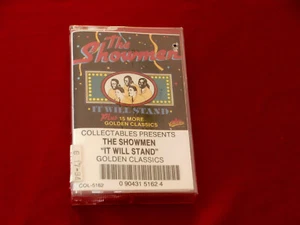 The
Showmen
IT WILL STAND
Plus 15 MORE
GOLDEN CLASSICS
COLLECTABLES PRESENTS
THE SHOWMEN
"IT WILL STAND"
GOLDEN CLASSICS
COL-5162
0 90431 5162 4